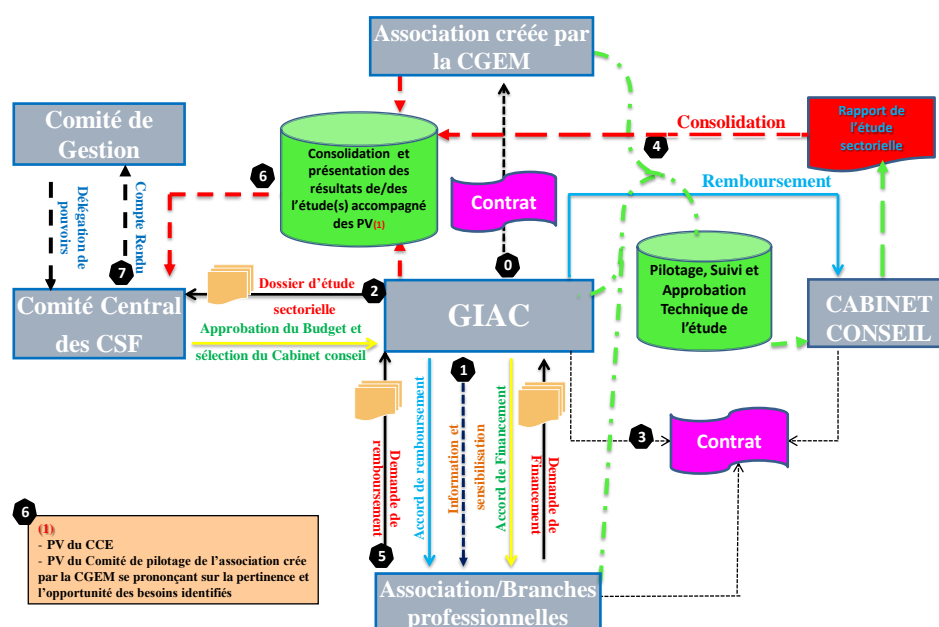 Association créée par
la CGEM
Comité de
Gestion
Consolidation et
présentation des
résultats de/des
l'étude(s) accompagné
des PV(1)
Consolidation
4
Rapport de
l'étude
sectorielle
6
Contrat
Remboursement
Délégation de
pouvoirs
Compte Rendu
7
0
Pilotage, Suivi et
Approbation
Technique de
l'étude
Dossier d'étude
sectorielle
2
Comité Central
des CSF
GIAC
CABINET
CONSEIL
Approbation du Budget et
sélection du Cabinet conseil
1
Demande de
remboursement
Accord de remboursement
Information et
sensibilisation
Accord de Financement
Demande de
Financement
3
Contrat
5
6
(1)
- PV du CCE
- PV du Comité de pilotage de l'association crée
par la CGEM se prononçant sur la pertinence et
l'opportunité des besoins identifiés
Association/Branches
professionnelles